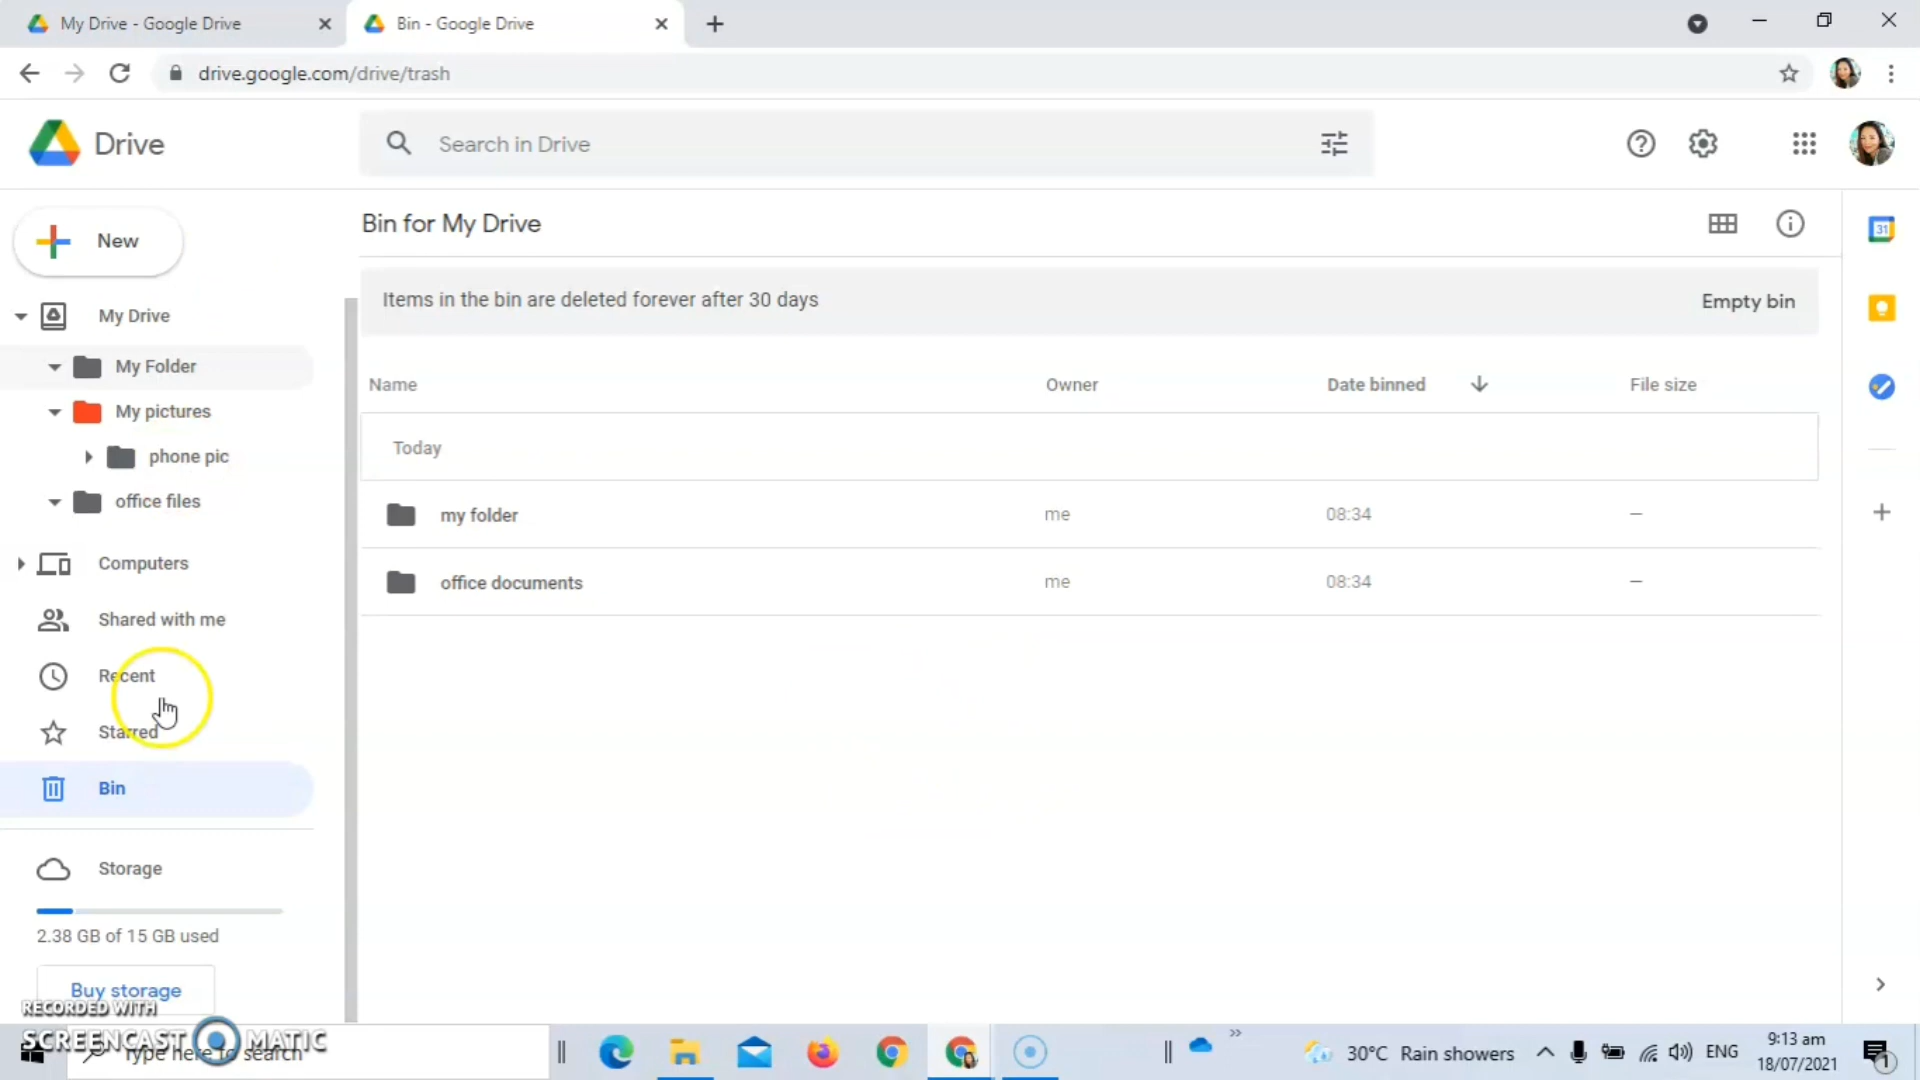 My Drive - Google Drive
Bin - Google Drive
drive.google.com/drive/trash
Drive
Search in Drive
New
Bin for My Drive
Items in the bin are deleted forever after 30 days
Empty bin
My Drive
My Folder
My pictures
phone pic
office files
Computers
Shared with me
Recent
Starred
Bin
Storage
2.38 GB of 15 GB used
Buy storage
Name Owner Date binned File size
Today
my folder me 08:34 —
office documents me 08:34 —
31
RECORDED WITH
SCREENCAST MATIC
Type here to search
30°C Rain showers
ENG
9:13 am
18/07/2021
1